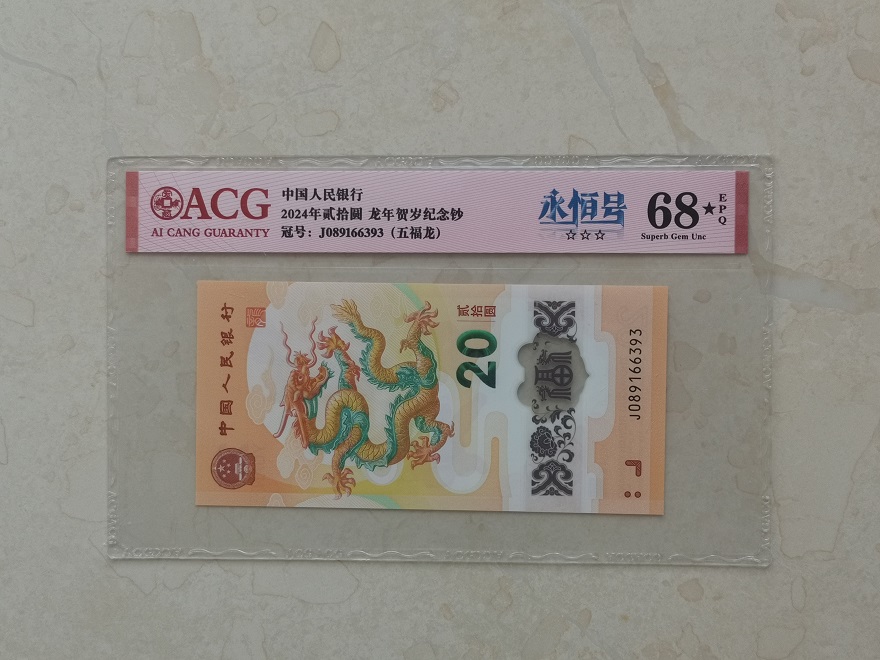 ACG
AI CANG GUARANTY
中国人民银行
2024年贰拾圆 龙年贺岁纪念钞
冠号：J089166393（五福龙）
永恒号
☆☆☆
68★
EPQ
Superb Gem Unc
中国人民银行
贰拾圆
20
福
J089166393